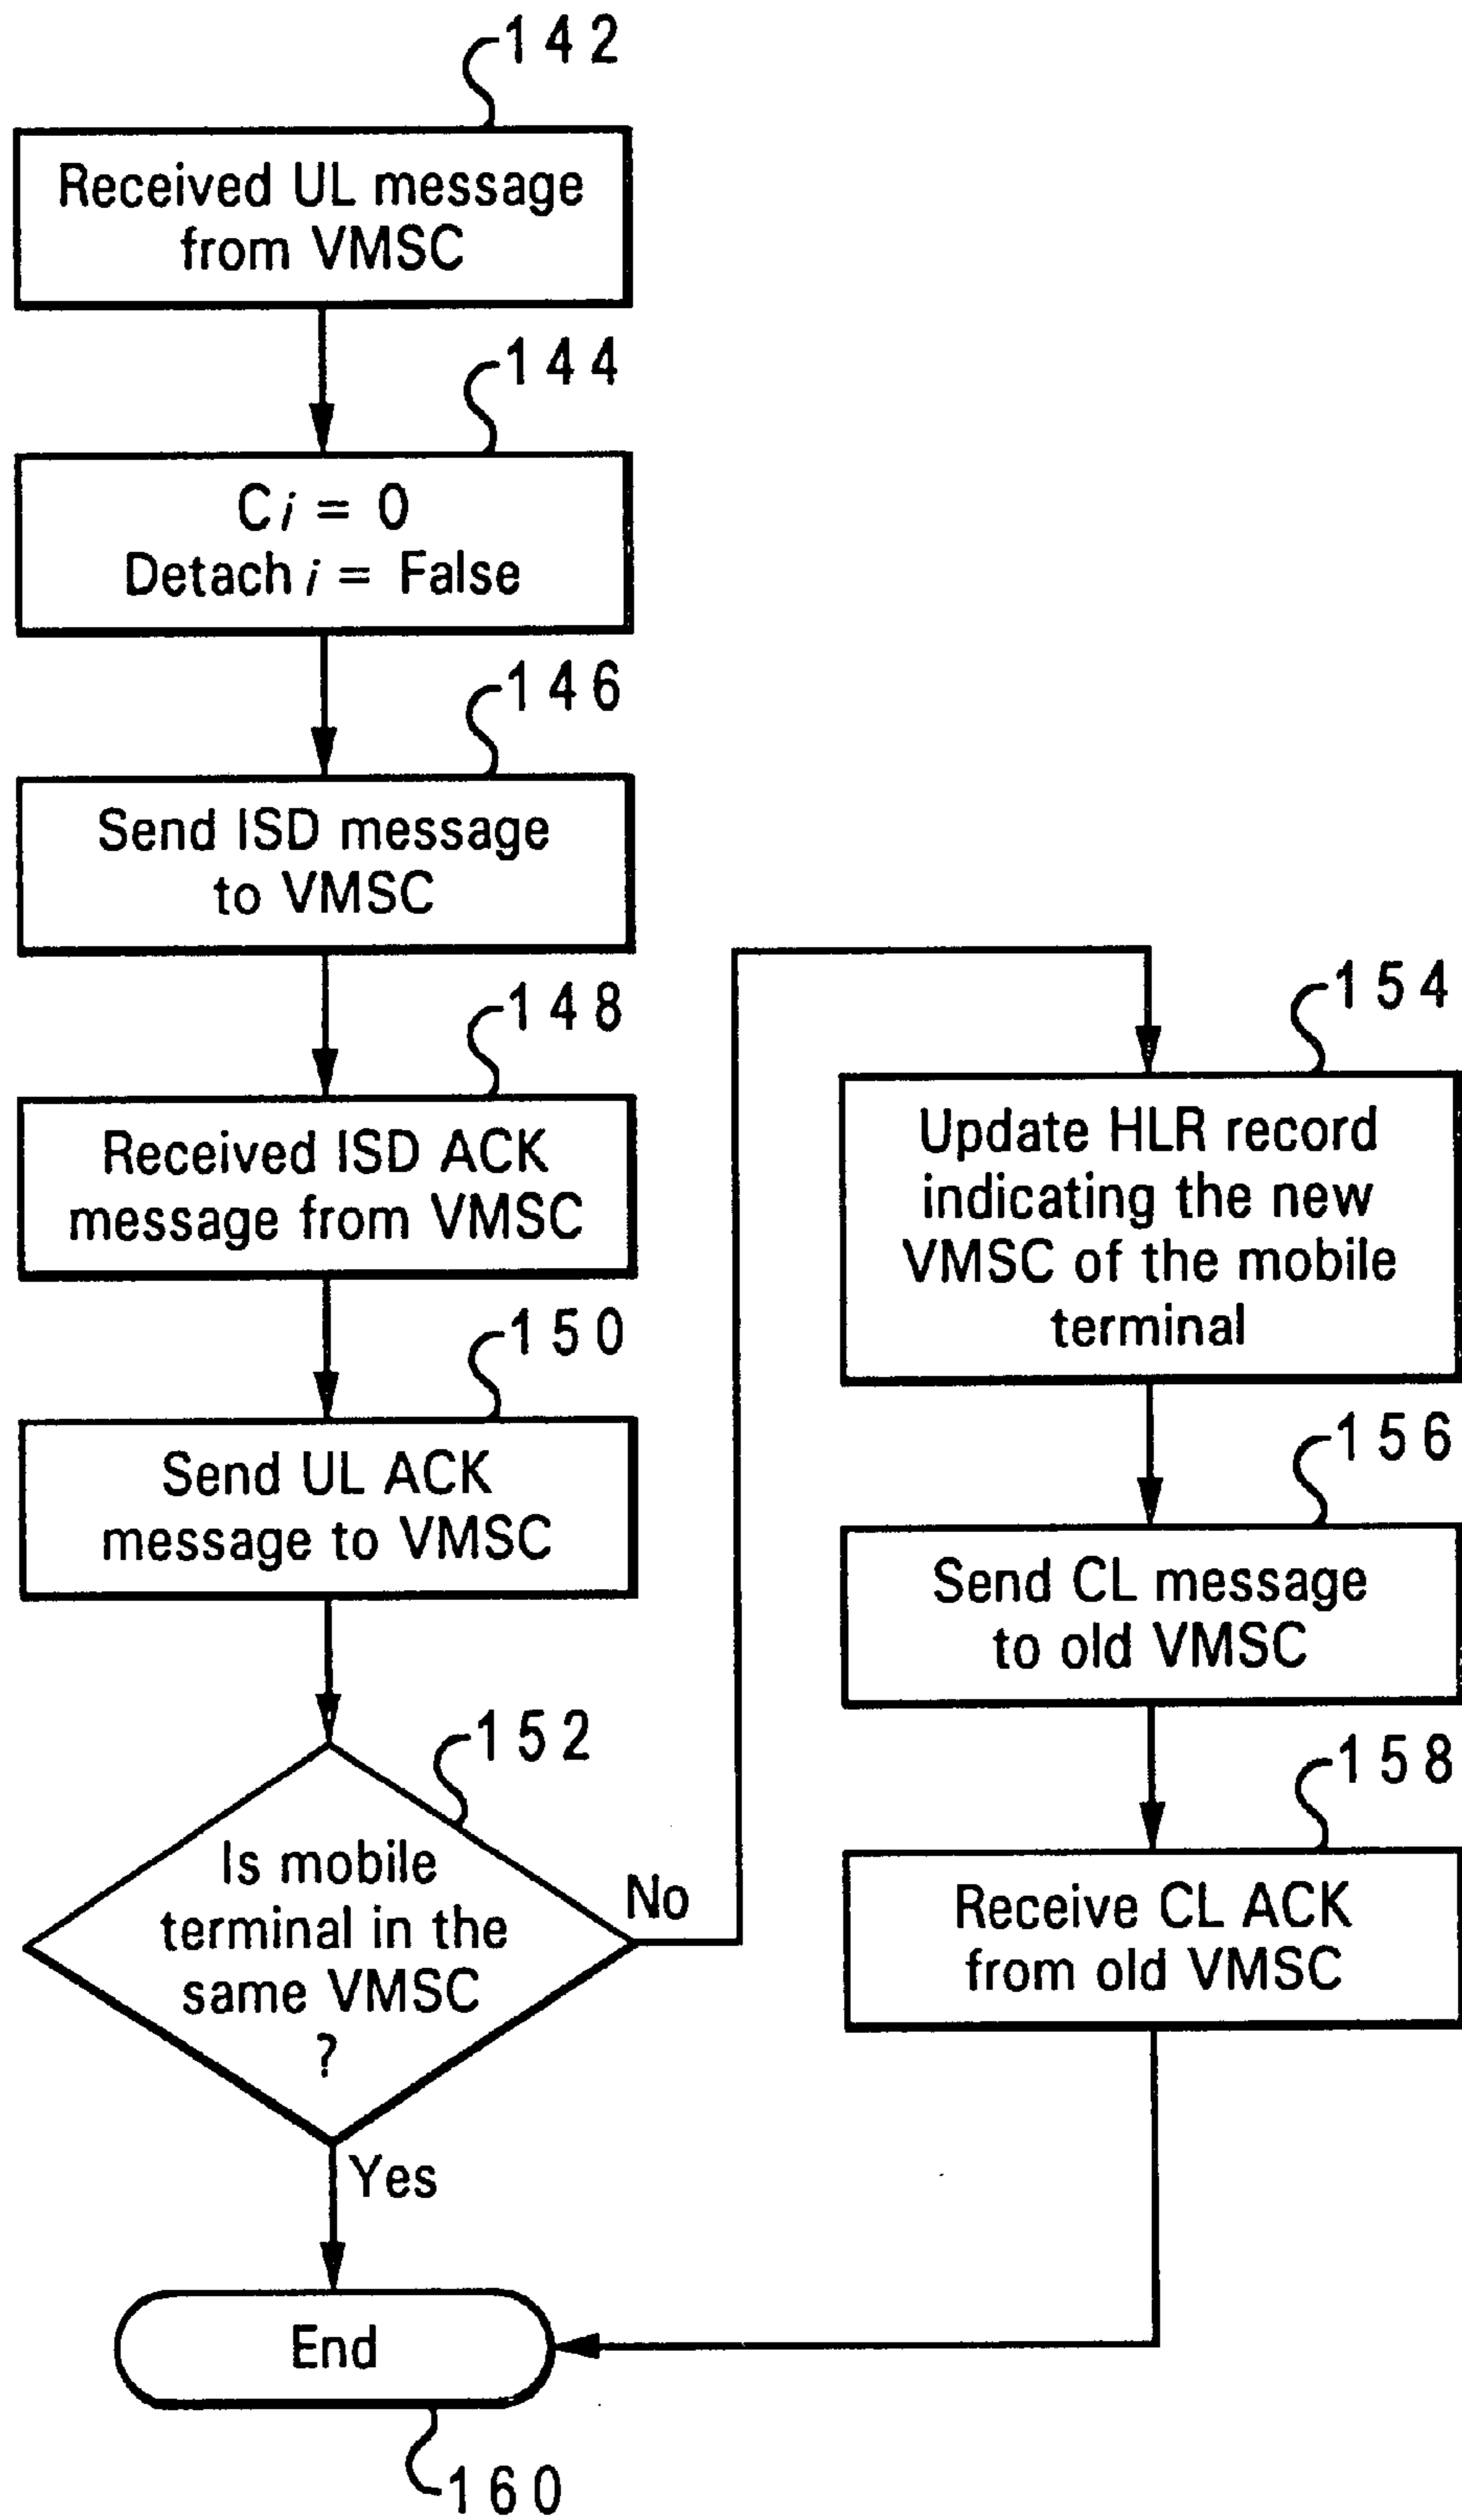 142
Received UL message
from VMSC
144
Ci = 0
Detach i = False
146
Send ISD message
to VMSC
148
Received ISD ACK
message from VMSC
150
Send UL ACK
message to VMSC
152
Is mobile
terminal in the
same VMSC
?
No
Yes
154
Update HLR record
indicating the new
VMSC of the mobile
terminal
156
Send CL message
to old VMSC
158
Receive CL ACK
from old VMSC
End
160